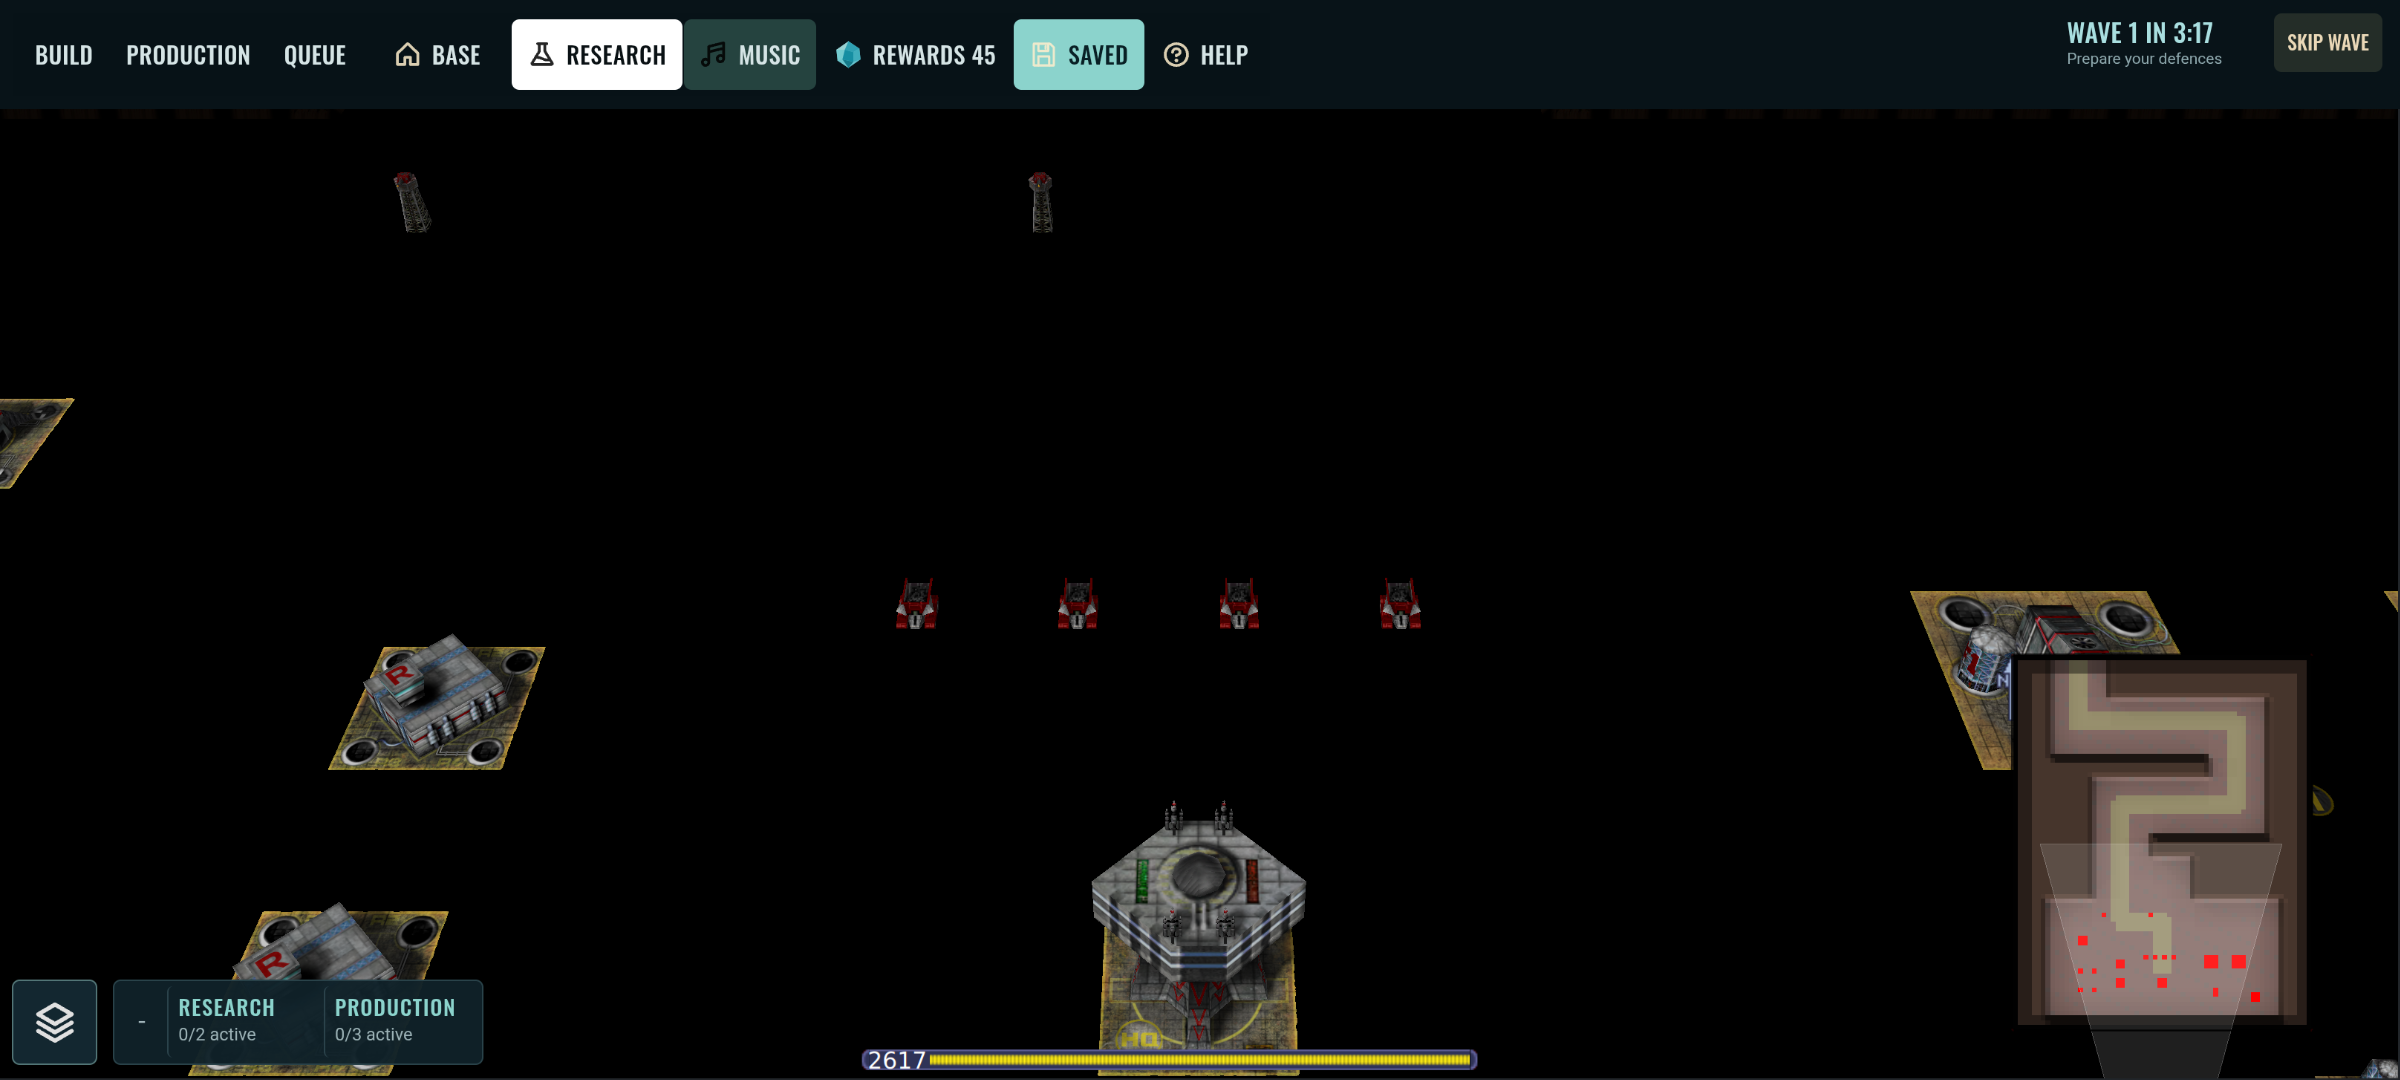 BUILD PRODUCTION QUEUE BASE RESEARCH MUSIC REWARDS 45 SAVED HELP
WAVE 1 IN 3:17
Prepare your defences
SKIP WAVE
R
R
HQ
-
RESEARCH
0/2 active
PRODUCTION
0/3 active
2617